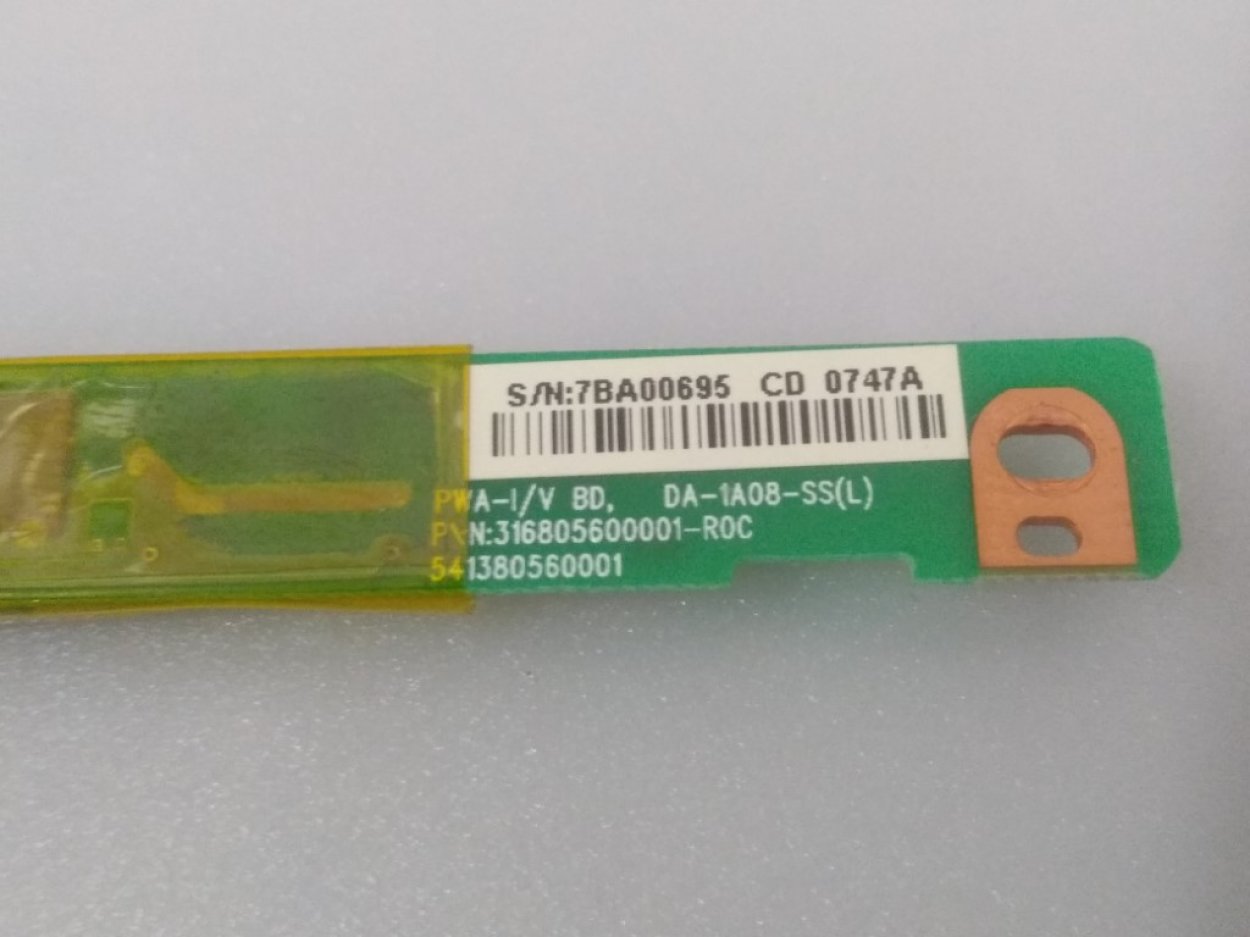 S/N:7BA00695 CD 0747A
PWA-I/V BD, DA-1A08-SS(L)
P/N:316805600001-R0C
541380560001